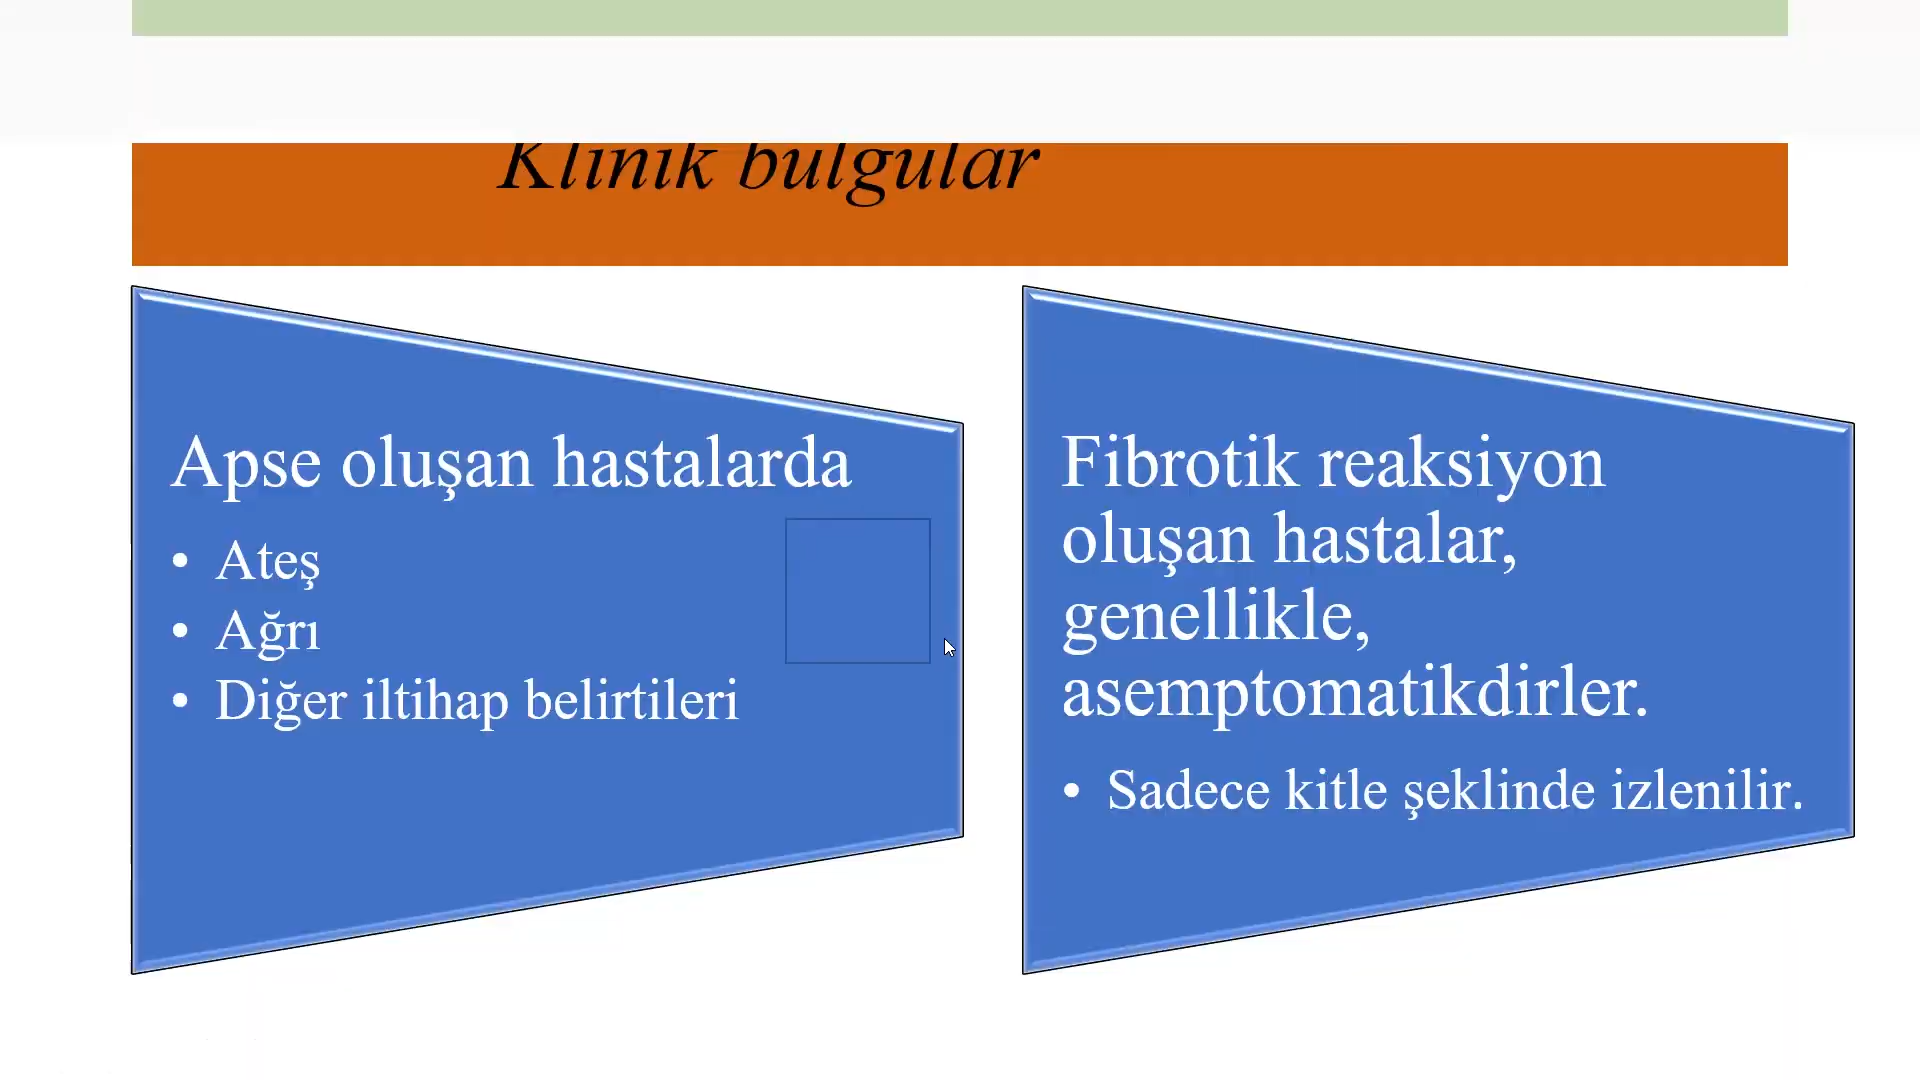 Klinik bulgular
Apse oluşan hastalarda
• Ateş
• Ağrı
• Diğer iltihap belirtileri
Fibrotik reaksiyon
oluşan hastalar,
genellikle,
asemptomatikdirler.
• Sadece kitle şeklinde izlenilir.